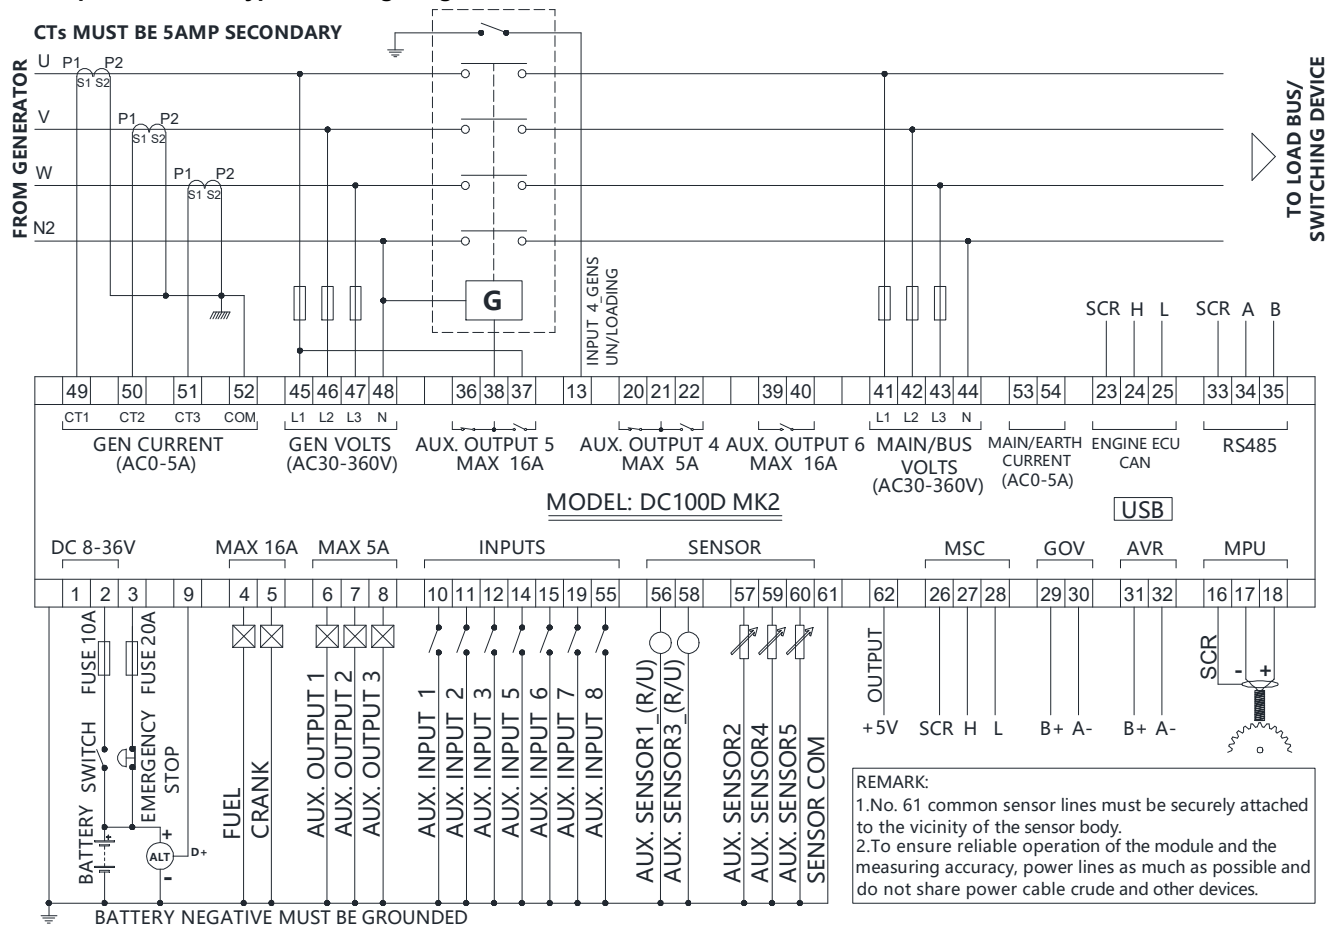 CTs MUST BE 5AMP SECONDARY
FROM GENERATOR
U P1 P2
S1 S2
V P1 P2
S1 S2
W P1 P2
S1 S2
N2
G
INPUT 4_GENS
UN/LOADING
TO LOAD BUS/
SWITCHING DEVICE
SCR H L SCR A B
49 50 51 52 45 46 47 48 36 38 37 13 20 21 22 39 40 41 42 43 44 53 54 23 24 25 33 34 35
CT1 CT2 CT3 COM L1 L2 L3 N L1 L2 L3 N
GEN CURRENT
(AC0-5A)
GEN VOLTS
(AC30-360V)
AUX. OUTPUT 5
MAX 16A
AUX. OUTPUT 4
MAX 5A
AUX. OUTPUT 6
MAX 16A
MAIN/BUS
VOLTS
(AC30-360V)
MAIN/EARTH
CURRENT
(AC0-5A)
ENGINE ECU
CAN
RS485
MODEL: DC100D MK2
USB
DC 8-36V MAX 16A MAX 5A INPUTS SENSOR MSC GOV AVR MPU
1 2 3 9 4 5 6 7 8 10 11 12 14 15 19 55 56 58 57 59 60 61 62 26 27 28 29 30 31 32 16 17 18
FUSE 10A
FUSE 20A
BATTERY SWITCH
EMERGENCY
STOP
+
ALT
D+
-
+
FUEL
CRANK
AUX. OUTPUT 1
AUX. OUTPUT 2
AUX. OUTPUT 3
AUX. INPUT 1
AUX. INPUT 2
AUX. INPUT 3
AUX. INPUT 5
AUX. INPUT 6
AUX. INPUT 7
AUX. INPUT 8
AUX. SENSOR1_(R/U)
AUX. SENSOR3_(R/U)
AUX. SENSOR2
AUX. SENSOR4
AUX. SENSOR5
SENSOR COM
OUTPUT
+5V
SCR H L
B+ A-
B+ A-
SCR
- +
REMARK:
1.No. 61 common sensor lines must be securely attached
to the vicinity of the sensor body.
2.To ensure reliable operation of the module and the
measuring accuracy, power lines as much as possible and
do not share power cable crude and other devices.
BATTERY NEGATIVE MUST BE GROUNDED